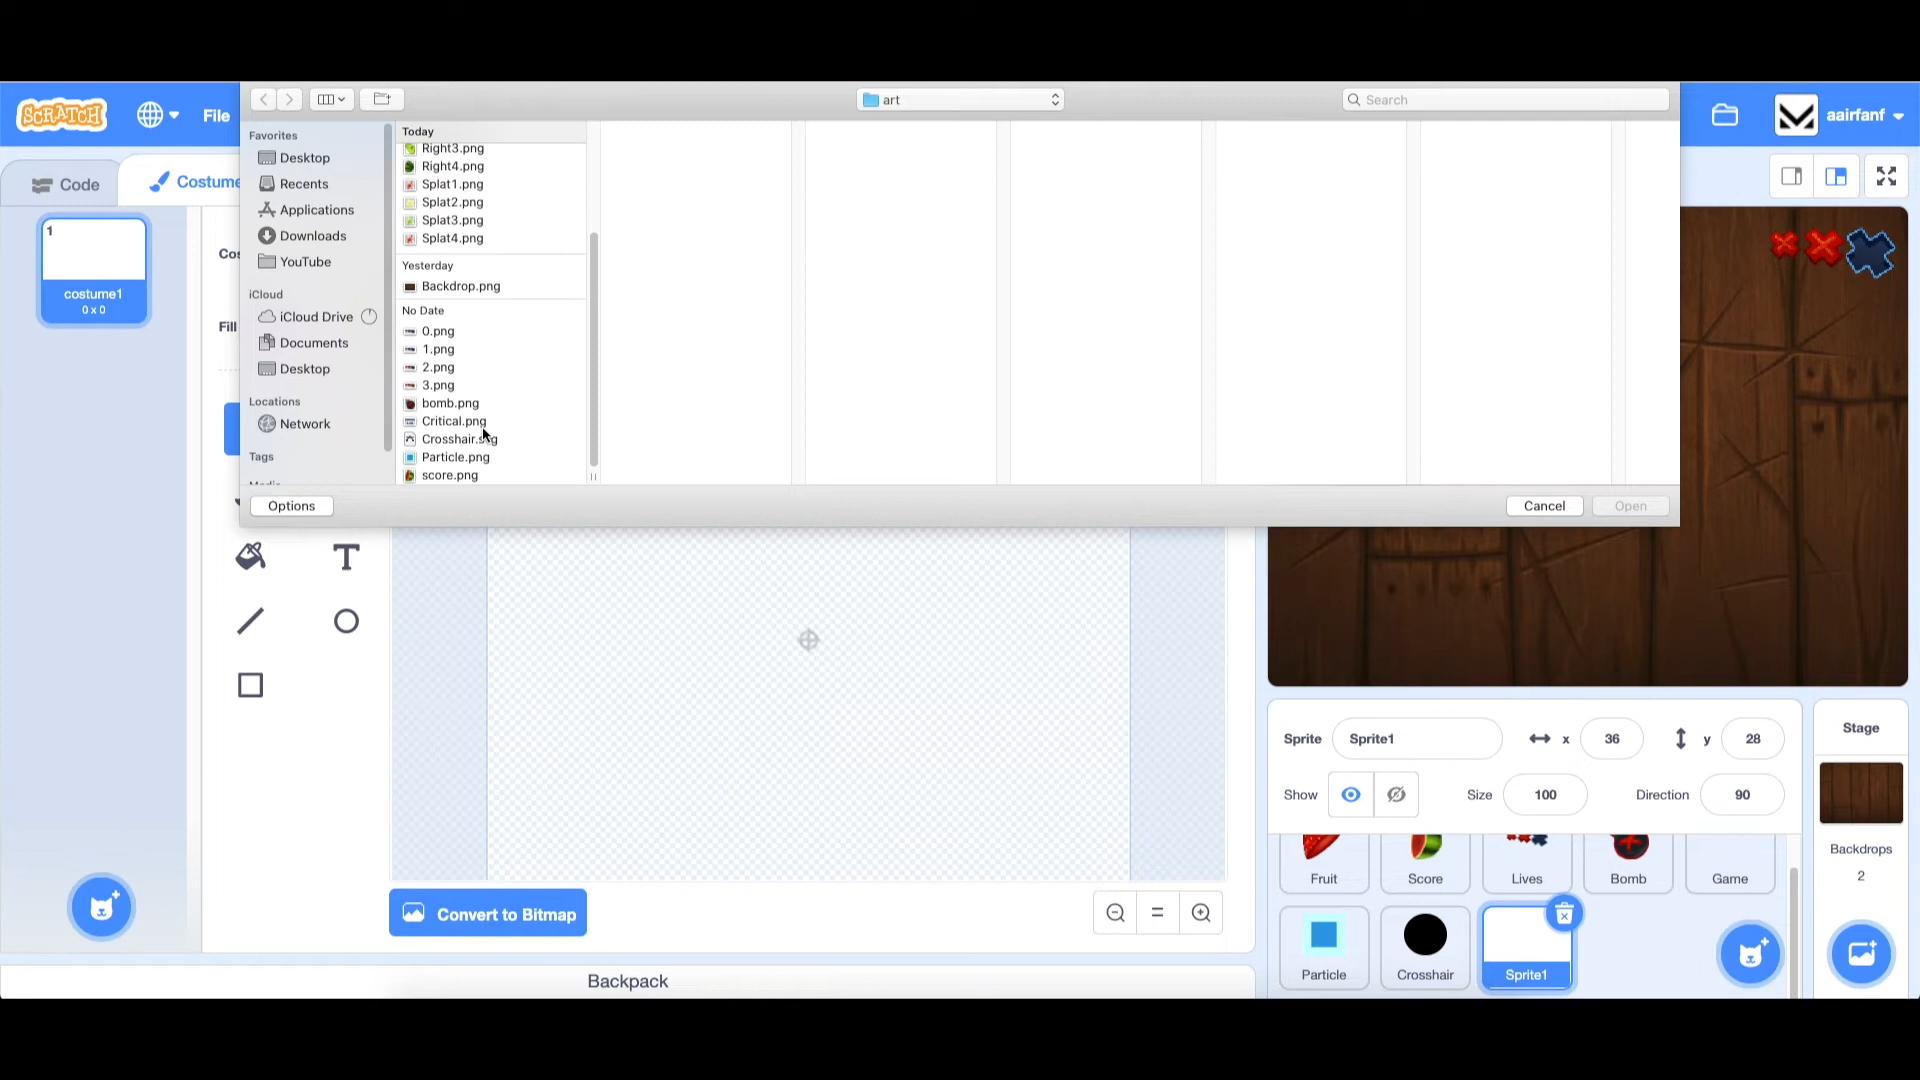 SCRATCH
File
art
Search
aairfanf
Code
Costume
Favorites
Desktop
Recents
Applications
Downloads
YouTube
iCloud
iCloud Drive
Documents
Desktop
Locations
Network
Tags
Today
Right3.png
Right4.png
Splat1.png
Splat2.png
Splat3.png
Splat4.png
Yesterday
Backdrop.png
No Date
0.png
1.png
2.png
3.png
bomb.png
Critical.png
Crosshair.svg
Particle.png
score.png
1
costume1
0 x 0
Cos
Fill
Options
Cancel
Open
T
Convert to Bitmap
Backpack
Sprite
Sprite1
x
36
y
28
Show
Size
100
Direction
90
Fruit
Score
Lives
Bomb
Game
Particle
Crosshair
Sprite1
Stage
Backdrops
2